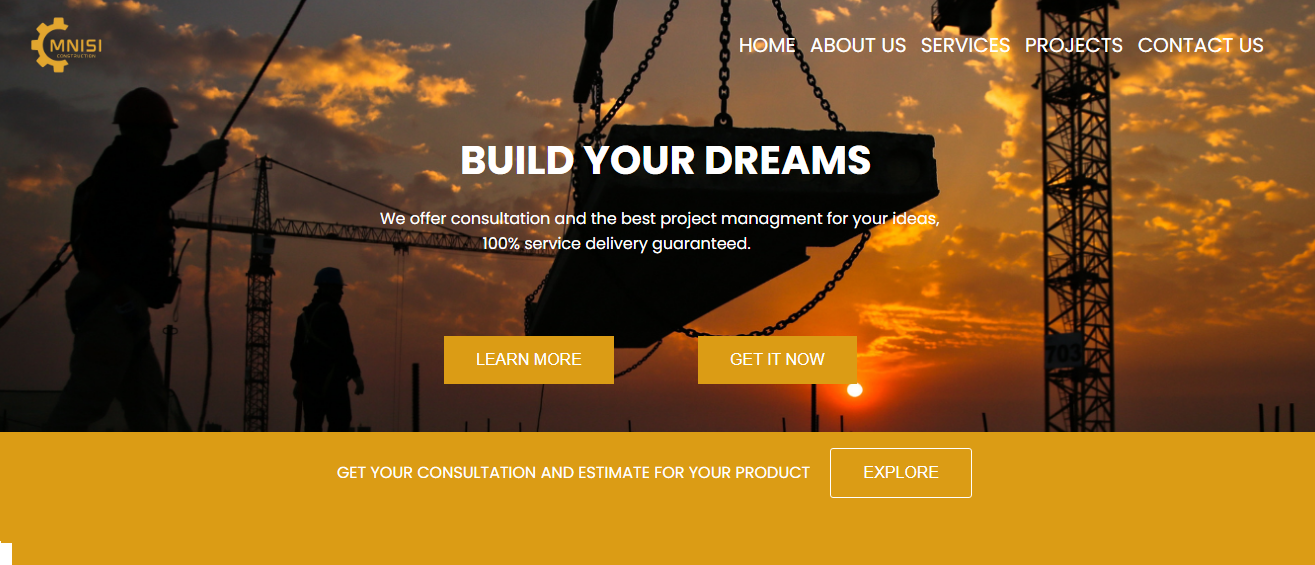 MNISI
CONSTRUCTION
HOME ABOUT US SERVICES PROJECTS CONTACT US
BUILD YOUR DREAMS
We offer consultation and the best project managment for your ideas,
100% service delivery guaranteed.
703
LEARN MORE GET IT NOW
GET YOUR CONSULTATION AND ESTIMATE FOR YOUR PRODUCT EXPLORE